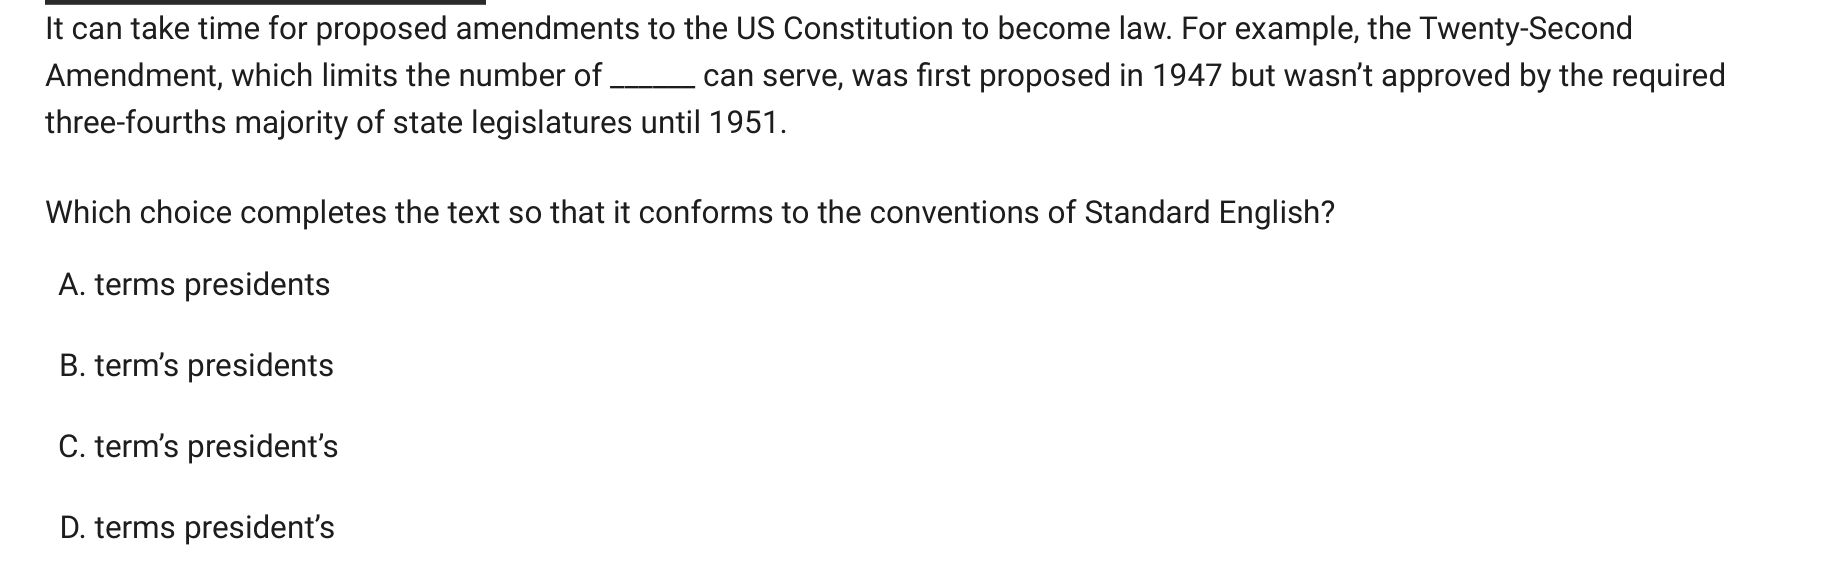 It can take time for proposed amendments to the US Constitution to become law. For example, the Twenty-Second
Amendment, which limits the number of ______ can serve, was first proposed in 1947 but wasn’t approved by the required
three-fourths majority of state legislatures until 1951.
Which choice completes the text so that it conforms to the conventions of Standard English?
A. terms presidents
B. term’s presidents
C. term’s president’s
D. terms president’s